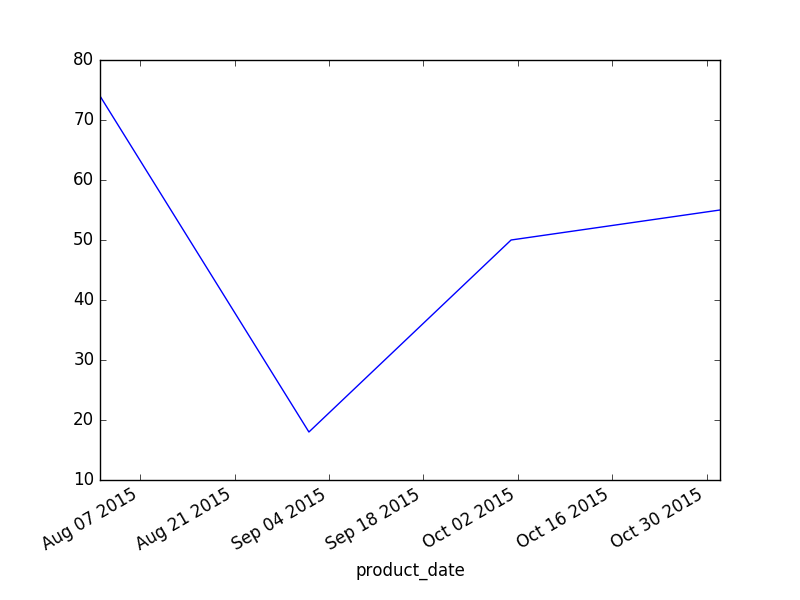 80
70
60
50
40
30
20
10
Aug 07 2015
Aug 21 2015
Sep 04 2015
Sep 18 2015
Oct 02 2015
Oct 16 2015
Oct 30 2015
product_date